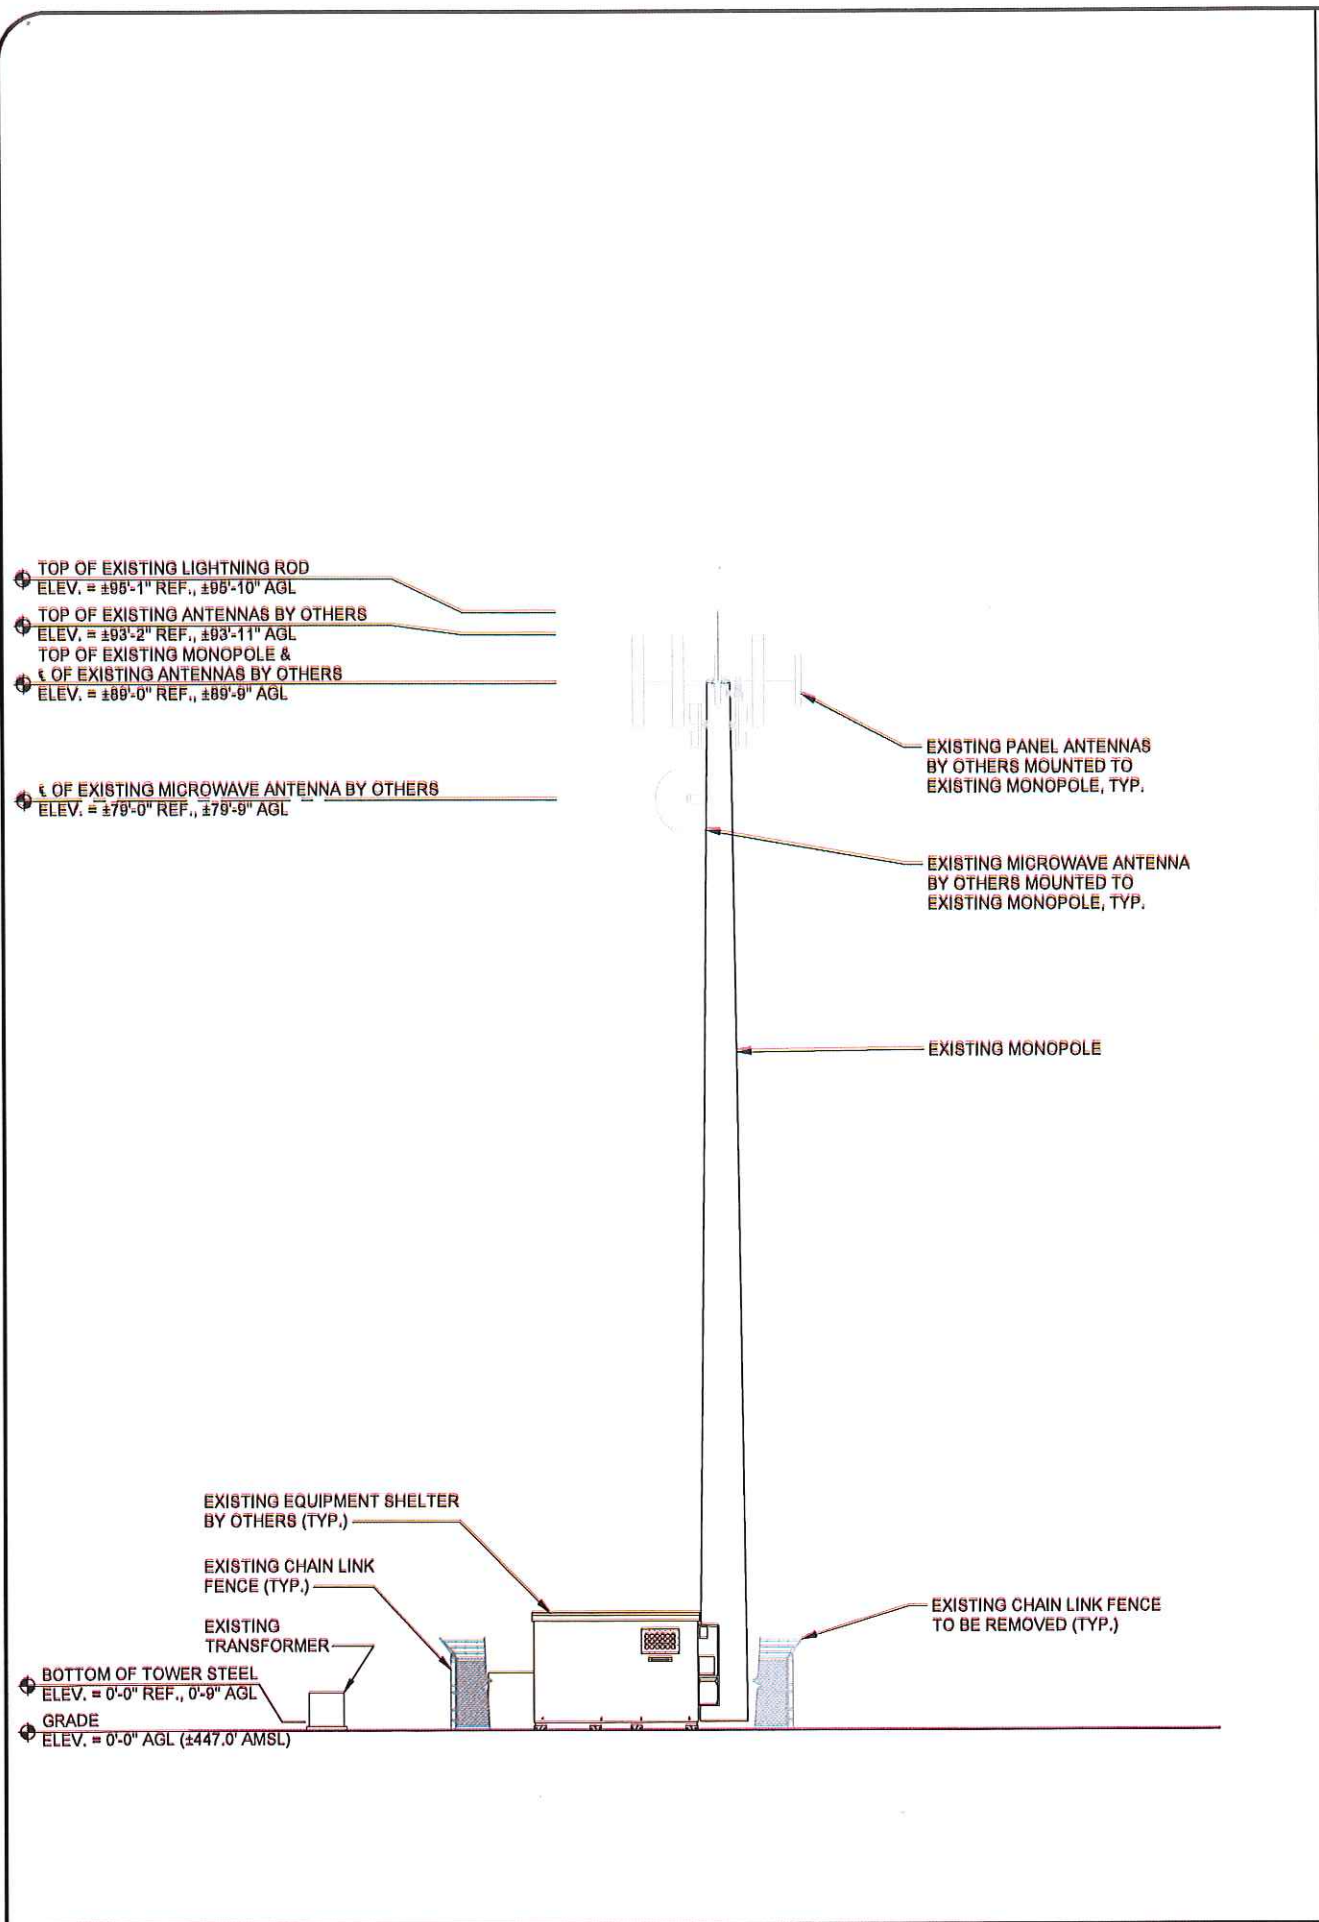 TOP OF EXISTING LIGHTNING ROD
ELEV. = ±95'-1" REF., ±95'-10" AGL
TOP OF EXISTING ANTENNAS BY OTHERS
ELEV. = ±93'-2" REF., ±93'-11" AGL
TOP OF EXISTING MONOPOLE &
℄ OF EXISTING ANTENNAS BY OTHERS
ELEV. = ±89'-0" REF., ±89'-9" AGL
℄ OF EXISTING MICROWAVE ANTENNA BY OTHERS
ELEV. = ±79'-0" REF., ±79'-9" AGL
EXISTING PANEL ANTENNAS
BY OTHERS MOUNTED TO
EXISTING MONOPOLE, TYP.
EXISTING MICROWAVE ANTENNA
BY OTHERS MOUNTED TO
EXISTING MONOPOLE, TYP.
EXISTING MONOPOLE
EXISTING EQUIPMENT SHELTER
BY OTHERS (TYP.)
EXISTING CHAIN LINK
FENCE (TYP.)
EXISTING
TRANSFORMER
EXISTING CHAIN LINK FENCE
TO BE REMOVED (TYP.)
BOTTOM OF TOWER STEEL
ELEV. = 0'-0" REF., 0'-9" AGL
GRADE
ELEV. = 0'-0" AGL (±447.0' AMSL)